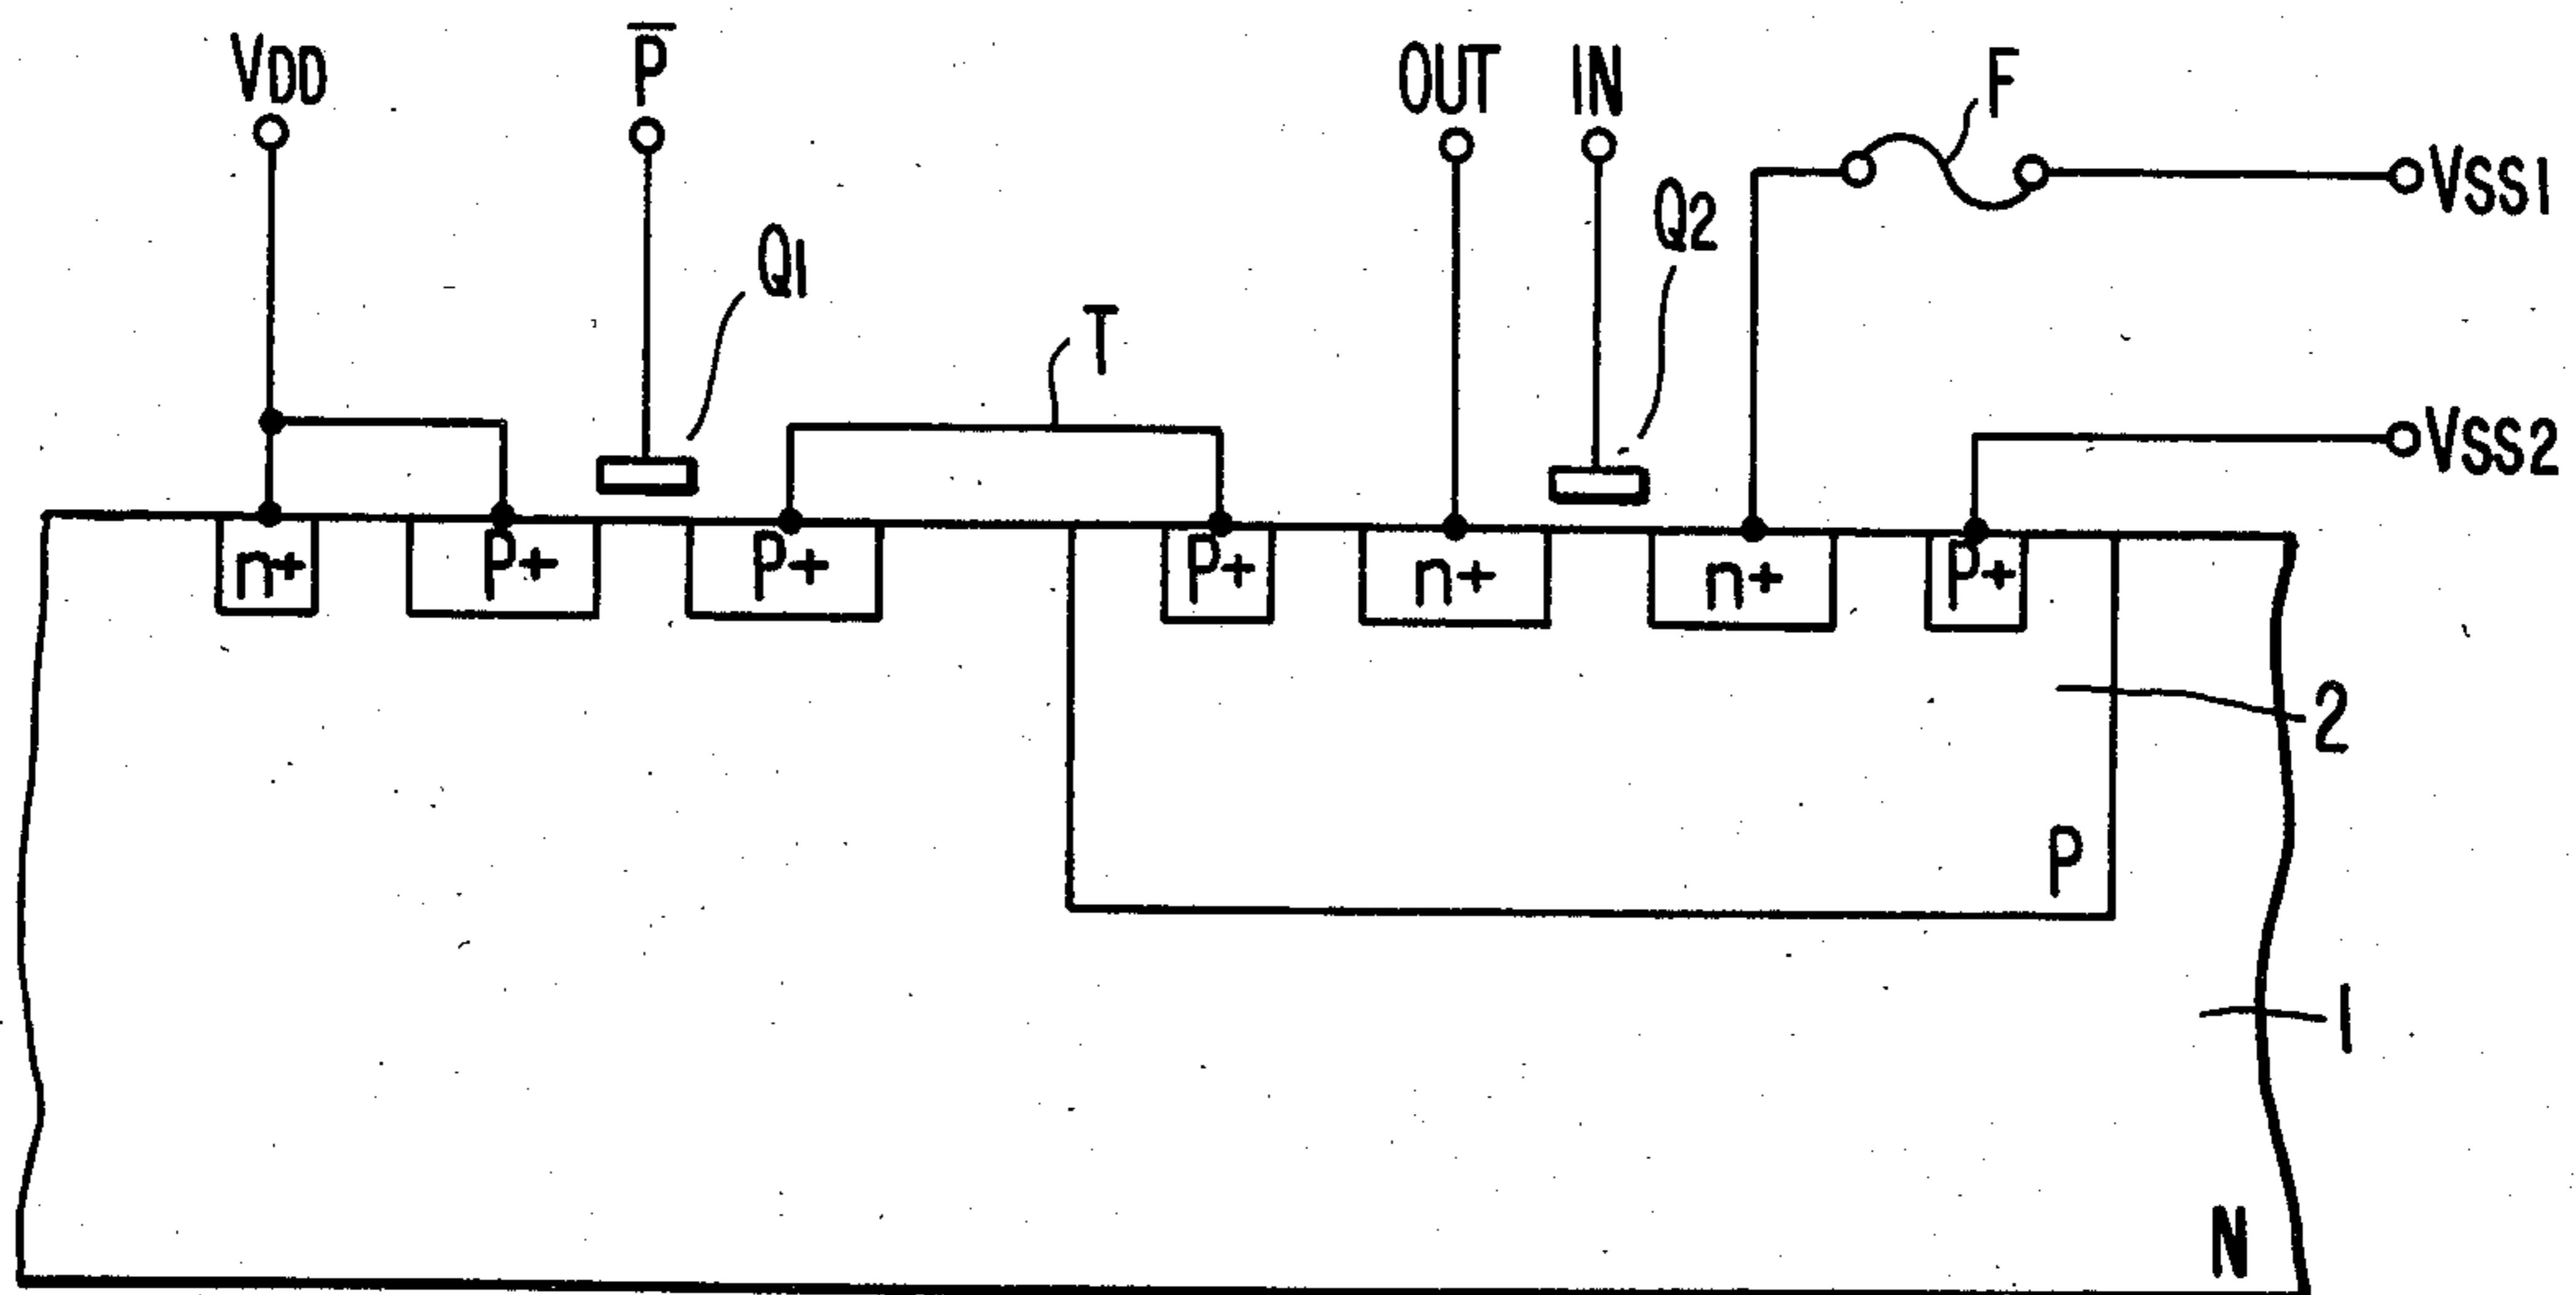 VDD
P̅
OUT
IN
F
VSS1
Q1
Q2
T
VSS2
n+
P+
P+
P+
n+
n+
P+
2
P
1
N